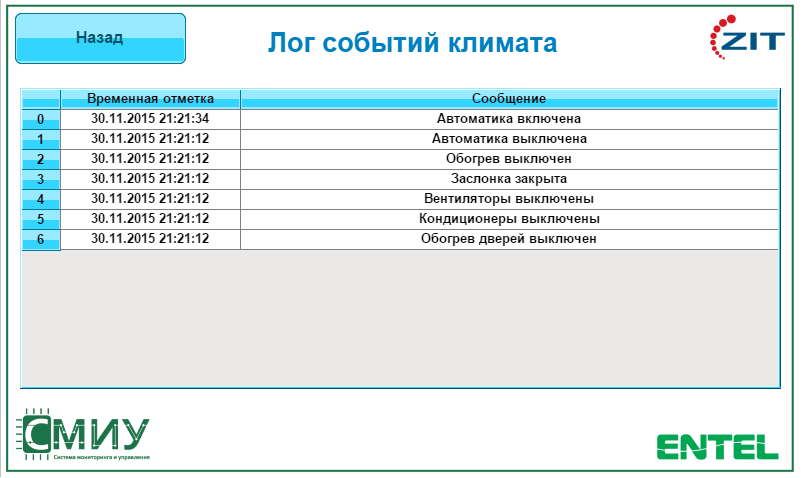 Назад
Лог событий климата
ZIT
Временная отметка Сообщение
0 30.11.2015 21:21:34 Автоматика включена
1 30.11.2015 21:21:12 Автоматика выключена
2 30.11.2015 21:21:12 Обогрев выключен
3 30.11.2015 21:21:12 Заслонка закрыта
4 30.11.2015 21:21:12 Вентиляторы выключены
5 30.11.2015 21:21:12 Кондиционеры выключены
6 30.11.2015 21:21:12 Обогрев дверей выключен
СМИУ
Система мониторинга и управления
ENTEL